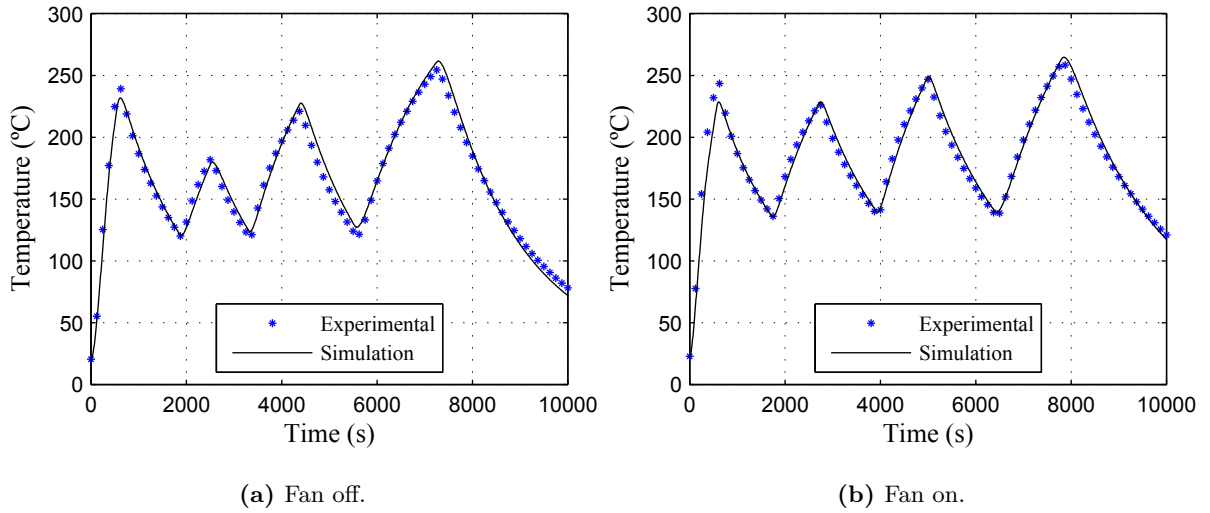 300
250
200
150
100
50
0
Temperature (ºC)
0 2000 4000 6000 8000 10000
Time (s)
Experimental
Simulation
(a) Fan off.
300
250
200
150
100
50
0
Temperature (ºC)
0 2000 4000 6000 8000 10000
Time (s)
Experimental
Simulation
(b) Fan on.